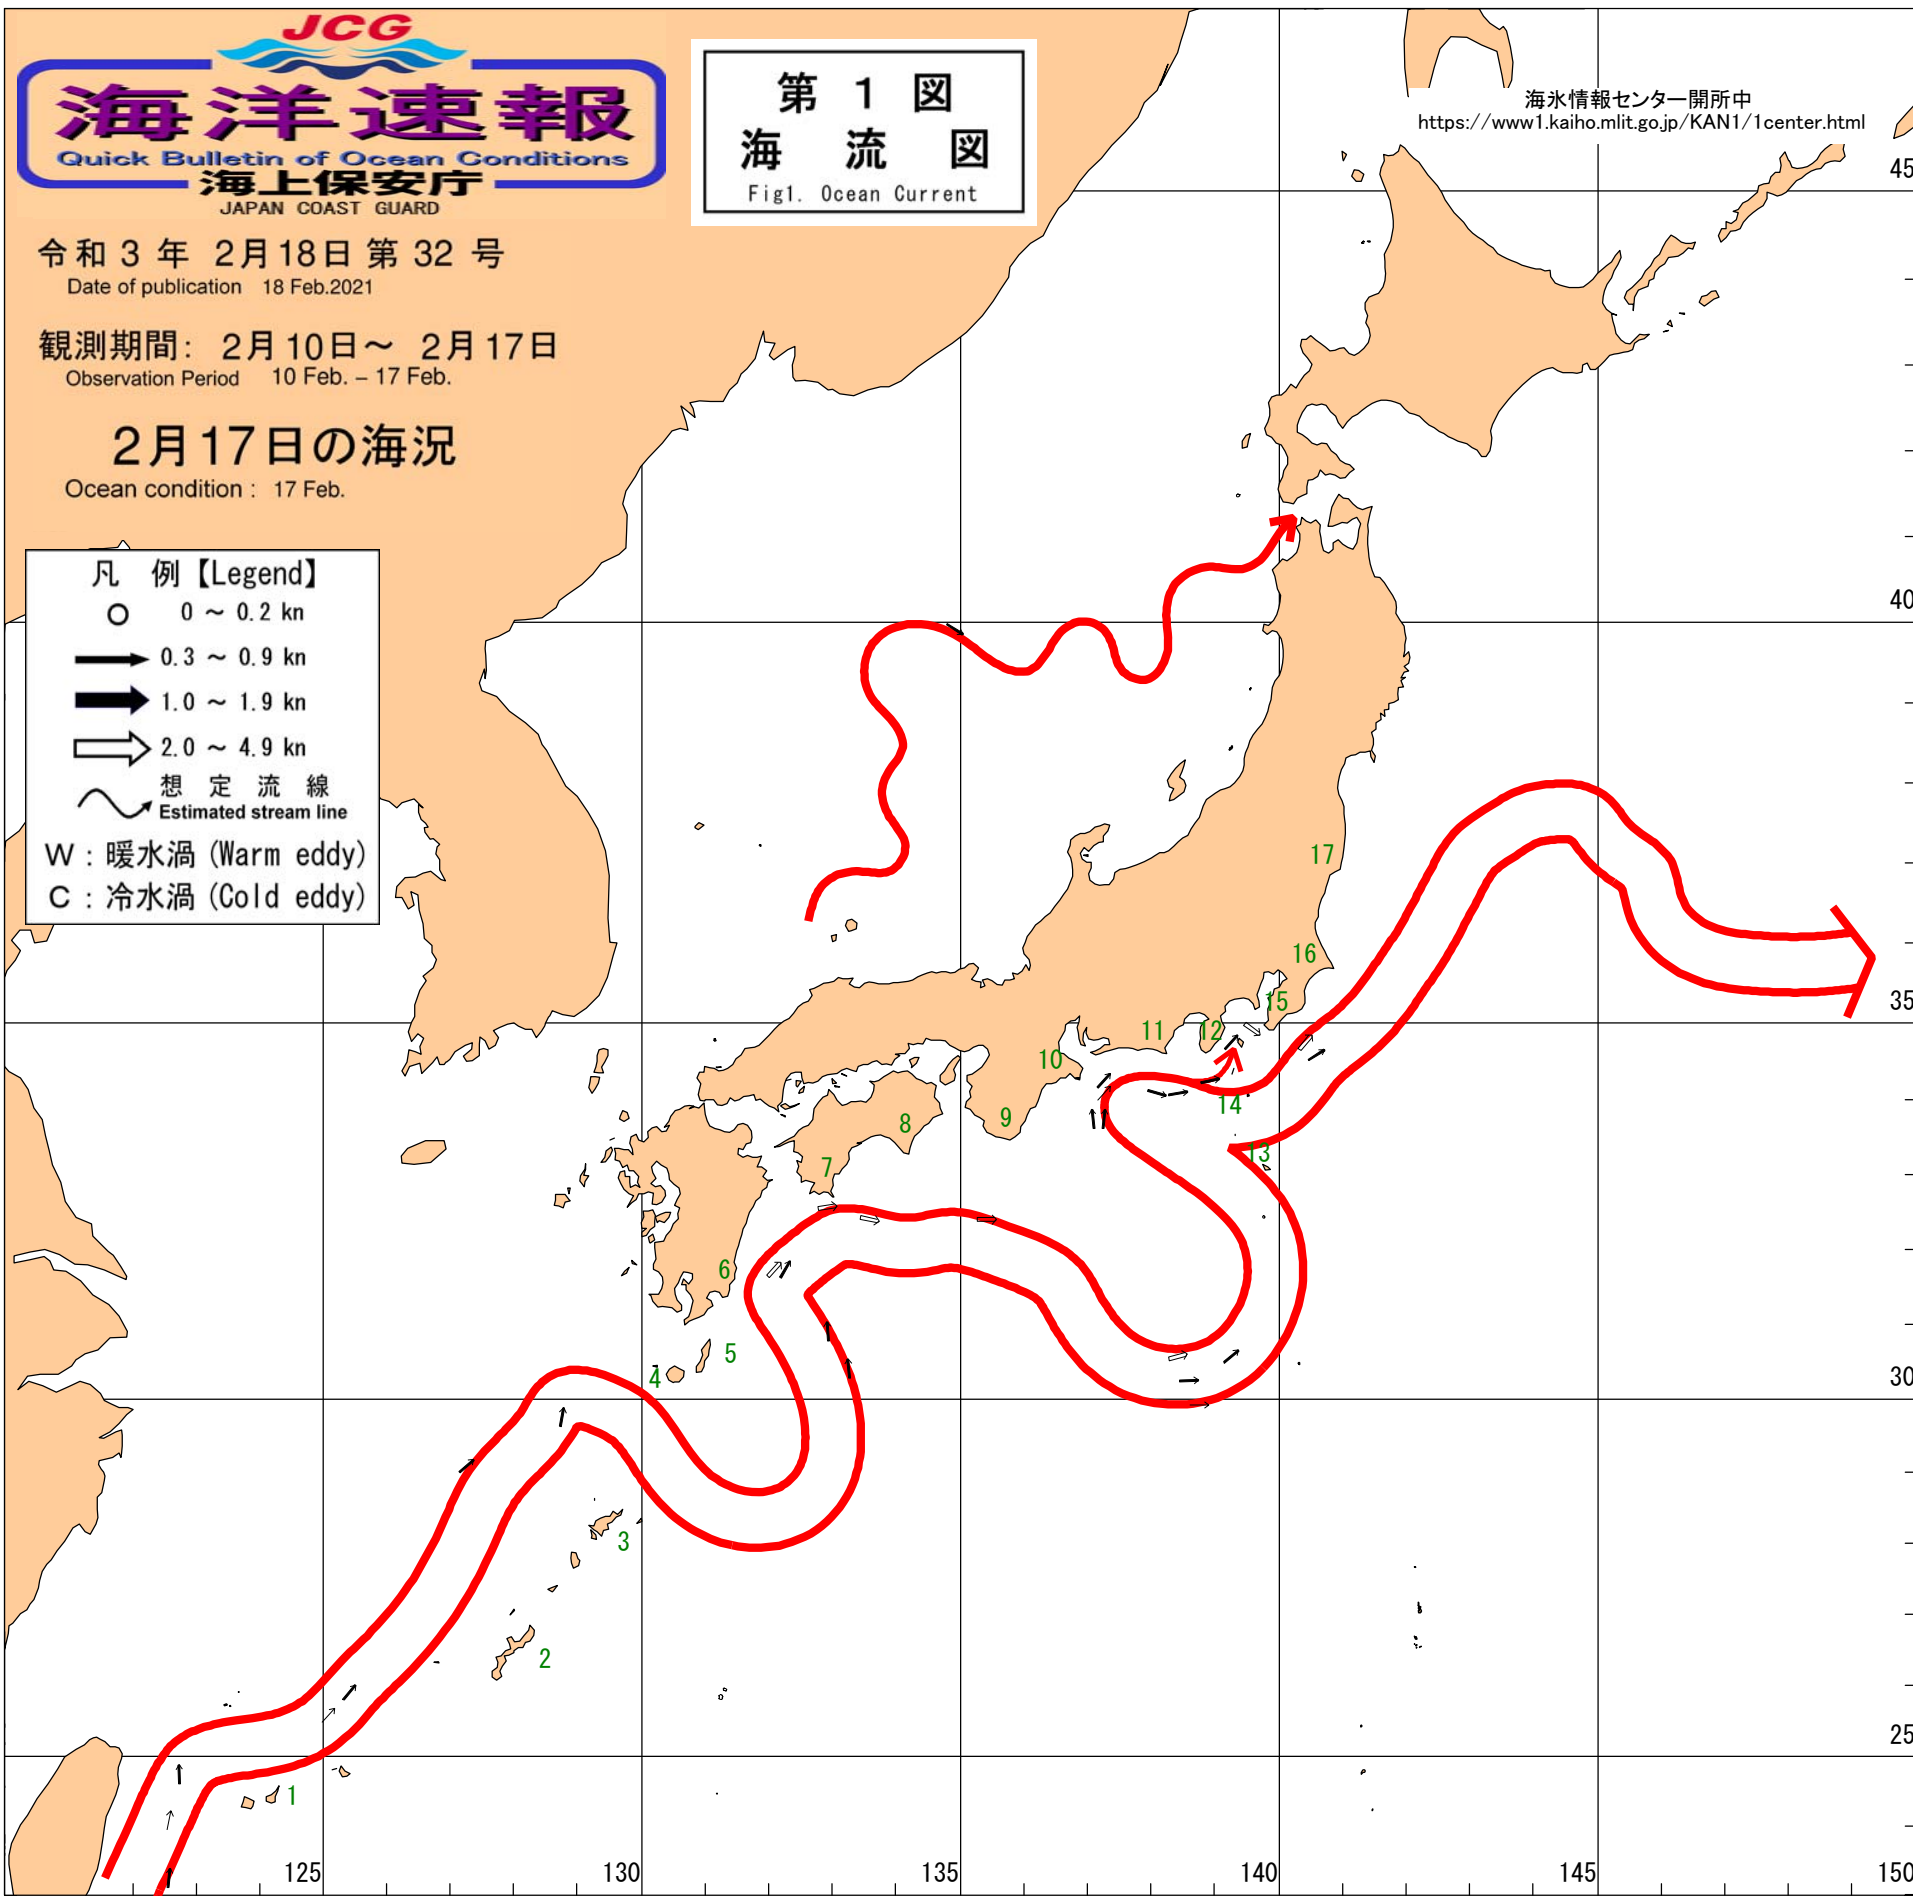 JCG
海洋速報
Quick Bulletin of Ocean Conditions
海上保安庁
JAPAN COAST GUARD
第 1 図
海 流 図
Fig1. Ocean Current
海氷情報センター開所中
https://www1.kaiho.mlit.go.jp/KAN1/1center.html
令和 3 年 2月18日 第 32 号
Date of publication 18 Feb.2021
観測期間: 2月10日～ 2月17日
Observation Period 10 Feb. – 17 Feb.
2月17日の海況
Ocean condition : 17 Feb.
凡 例【Legend】
0 ～ 0.2 kn
0.3 ～ 0.9 kn
1.0 ～ 1.9 kn
2.0 ～ 4.9 kn
想 定 流 線
Estimated stream line
W : 暖水渦 (Warm eddy)
C : 冷水渦 (Cold eddy)
45
40
17
16
35
15
12
11
10
14
9
8
13
7
6
5
4
30
3
2
25
1
125
130
135
140
145
150